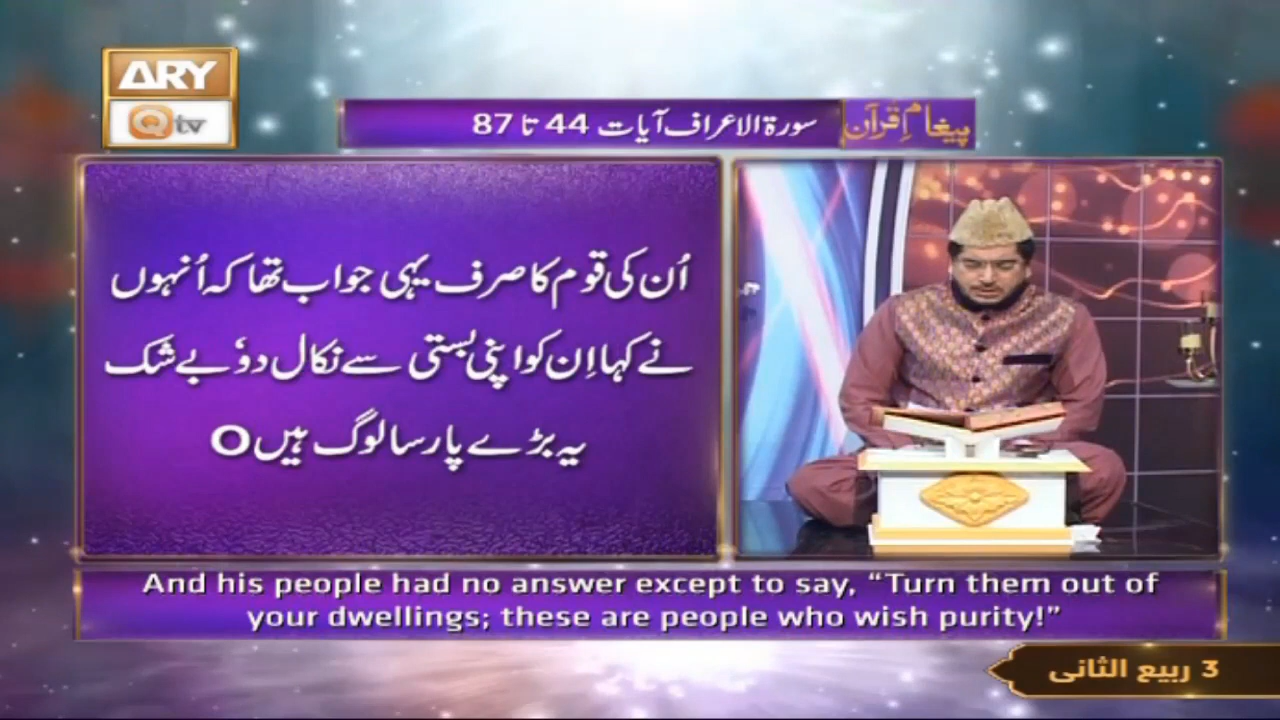 ARY
Qtv
پیغام قرآن
سورۃ الاعراف آیات 44 تا 87
اُن کی قوم کا صرف یہی جواب تھا کہ اُنہوں
نے کہا اِن کو اپنی بستی سے نکال دو، بے شک
یہ بڑے پارسا لوگ ہیںO
And his people had no answer except to say, “Turn them out of
your dwellings; these are people who wish purity!”
3 ربیع الثانی